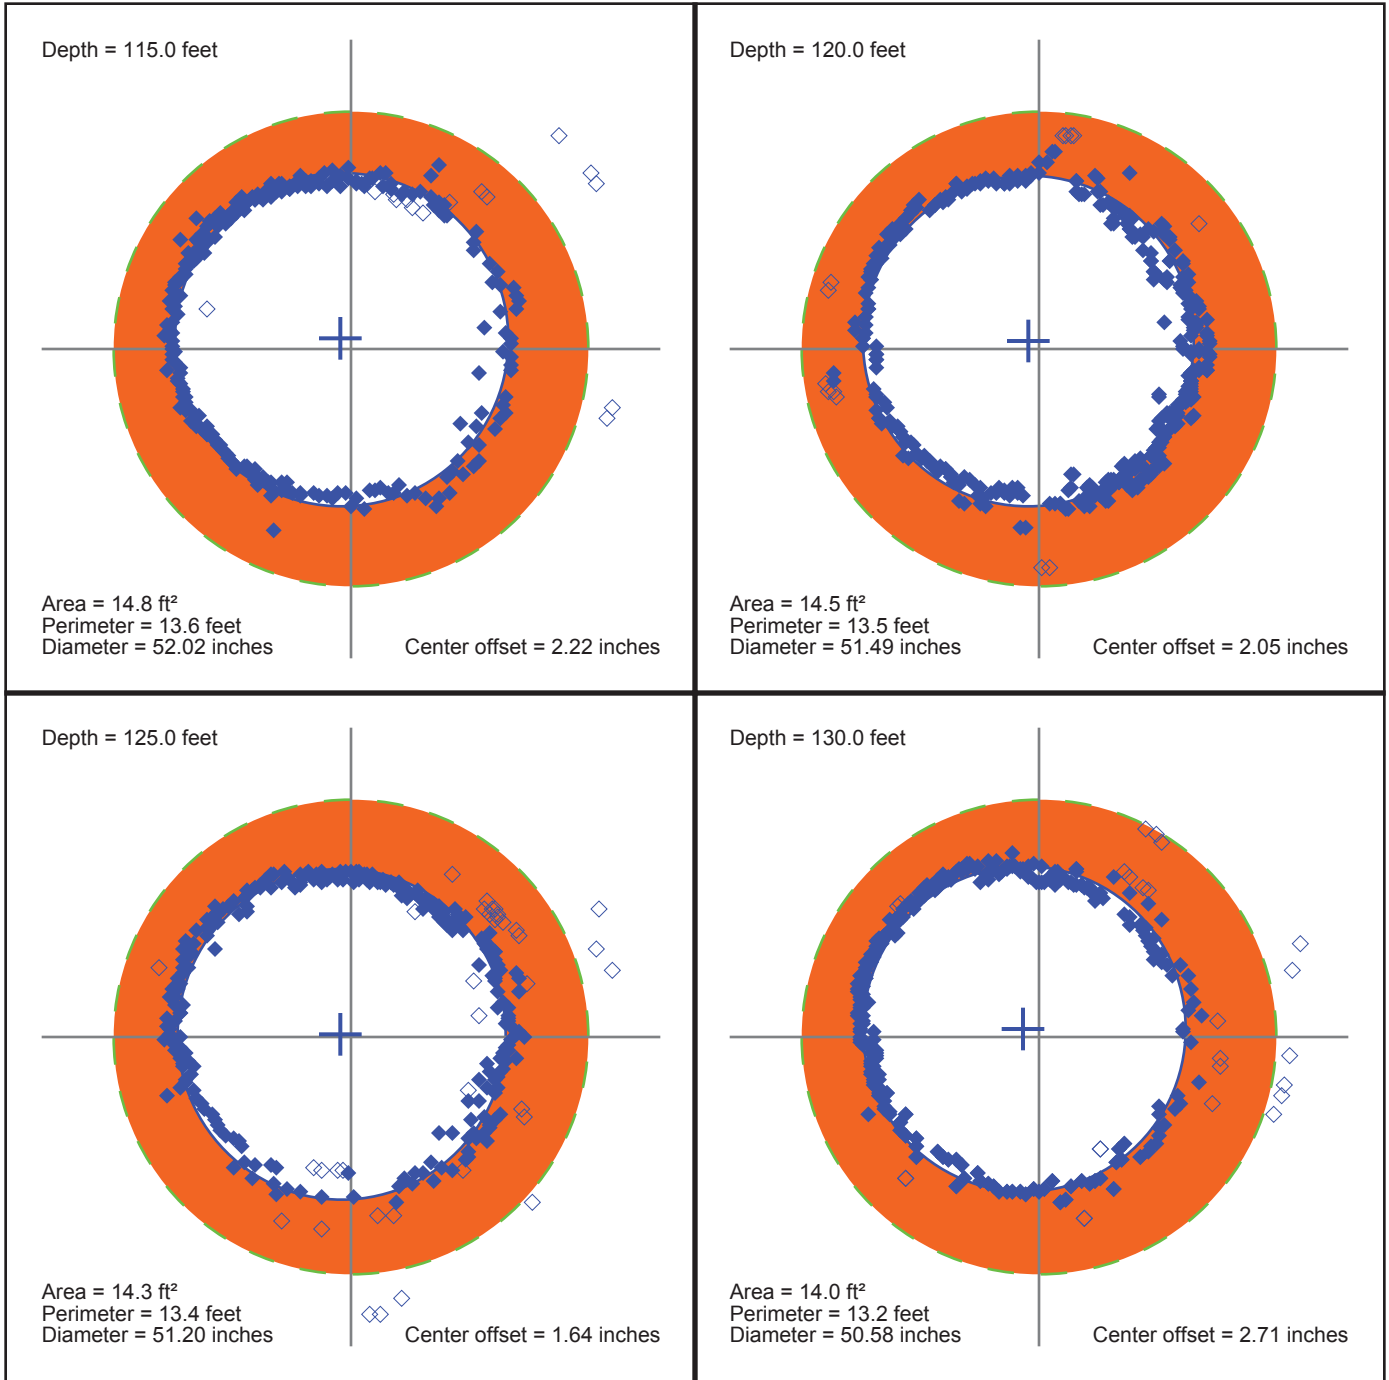 Depth = 115.0 feet
Area = 14.8 ft²
Perimeter = 13.6 feet
Diameter = 52.02 inches
Center offset = 2.22 inches
Depth = 120.0 feet
Area = 14.5 ft²
Perimeter = 13.5 feet
Diameter = 51.49 inches
Center offset = 2.05 inches
Depth = 125.0 feet
Area = 14.3 ft²
Perimeter = 13.4 feet
Diameter = 51.20 inches
Center offset = 1.64 inches
Depth = 130.0 feet
Area = 14.0 ft²
Perimeter = 13.2 feet
Diameter = 50.58 inches
Center offset = 2.71 inches